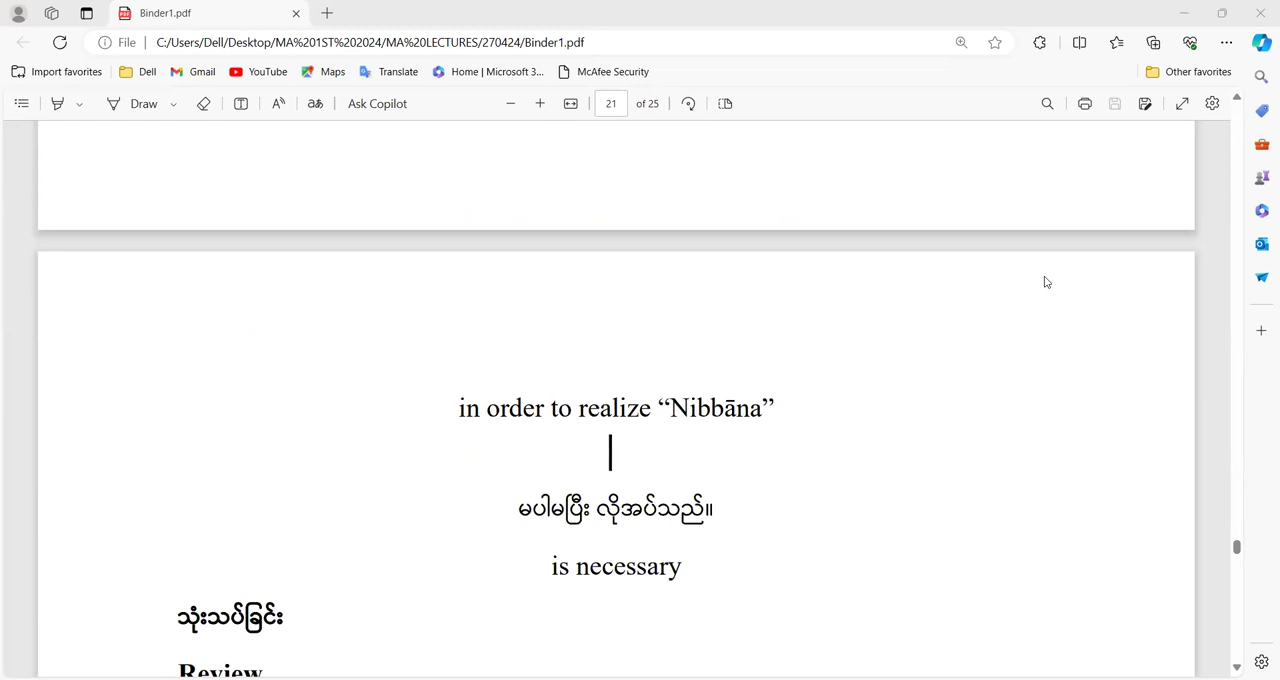 Binder1.pdf
File
C:/Users/Dell/Desktop/MA%201ST%202024/MA%20LECTURES/270424/Binder1.pdf
Import favorites
Dell
Gmail
YouTube
Maps
Translate
Home | Microsoft 3...
McAfee Security
Other favorites
Draw
Ask Copilot
21 of 25
in order to realize “Nibbāna”
မပါမပြီး လိုအပ်သည်။
is necessary
သုံးသပ်ခြင်း
Review